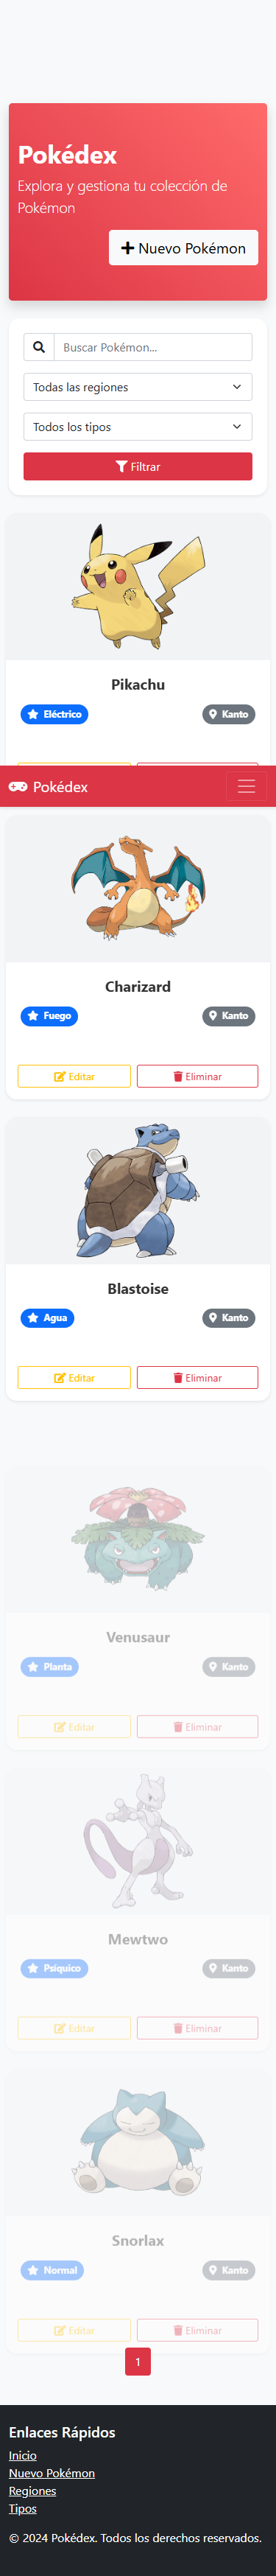 Pokédex
Explora y gestiona tu colección de
Pokémon
Nuevo Pokémon
Buscar Pokémon...
Todas las regiones
Todos los tipos
Filtrar
Pikachu
Eléctrico Kanto
Pokédex
Charizard
Fuego Kanto
Editar Eliminar
Blastoise
Agua Kanto
Editar Eliminar
Venusaur
Planta Kanto
Editar Eliminar
Mewtwo
Psíquico Kanto
Editar Eliminar
Snorlax
Normal Kanto
Editar Eliminar
1
Enlaces Rápidos
Inicio
Nuevo Pokémon
Regiones
Tipos
© 2024 Pokédex. Todos los derechos reservados.